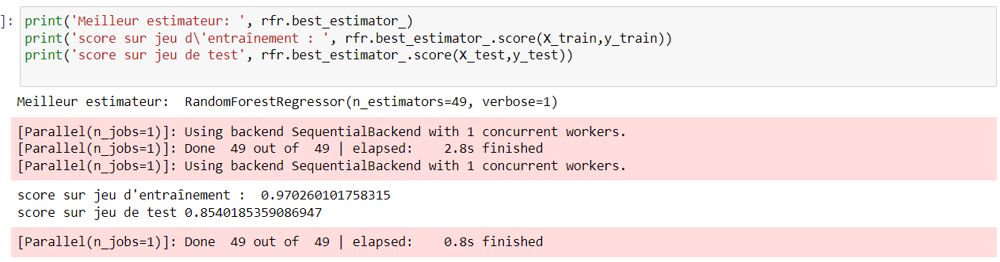 ]: print('Meilleur estimateur: ', rfr.best_estimator_)
print('score sur jeu d\'entraînement : ', rfr.best_estimator_.score(X_train,y_train))
print('score sur jeu de test', rfr.best_estimator_.score(X_test,y_test))
Meilleur estimateur:  RandomForestRegressor(n_estimators=49, verbose=1)
[Parallel(n_jobs=1)]: Using backend SequentialBackend with 1 concurrent workers.
[Parallel(n_jobs=1)]: Done  49 out of  49 | elapsed:    2.8s finished
[Parallel(n_jobs=1)]: Using backend SequentialBackend with 1 concurrent workers.
score sur jeu d'entraînement :  0.970260101758315
score sur jeu de test 0.8540185359086947
[Parallel(n_jobs=1)]: Done  49 out of  49 | elapsed:    0.8s finished